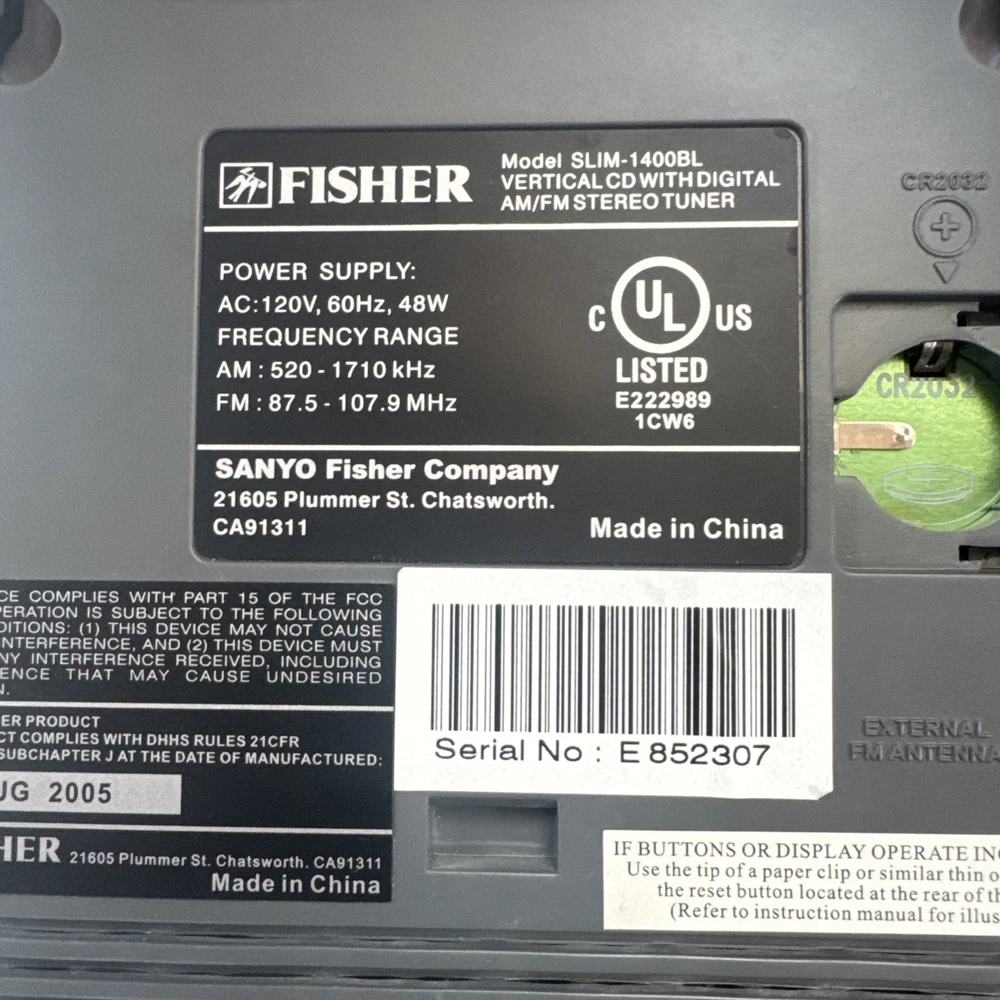 FISHER
Model SLIM-1400BL
VERTICAL CD WITH DIGITAL
AM/FM STEREO TUNER
POWER SUPPLY:
AC:120V, 60Hz, 48W
FREQUENCY RANGE
AM : 520 - 1710 kHz
FM : 87.5 - 107.9 MHz
C UL US
LISTED
E222989
1CW6
SANYO Fisher Company
21605 Plummer St. Chatsworth.
CA91311
Made in China
CR2032
+
CR2032
CE COMPLIES WITH PART 15 OF THE FCC
PERATION IS SUBJECT TO THE FOLLOWING
DITIONS: (1) THIS DEVICE MAY NOT CAUSE
NTERFERENCE, AND (2) THIS DEVICE MUST
NY INTERFERENCE RECEIVED, INCLUDING
ENCE THAT MAY CAUSE UNDESIRED
N.
ER PRODUCT
CT COMPLIES WITH DHHS RULES 21CFR
SUBCHAPTER J AT THE DATE OF MANUFACTURED:
UG 2005
HER 21605 Plummer St. Chatsworth. CA91311
Made in China
Serial No : E 852307
EXTERNAL
FM ANTENNA
IF BUTTONS OR DISPLAY OPERATE IN
Use the tip of a paper clip or similar thin o
the reset button located at the rear of th
(Refer to instruction manual for illus